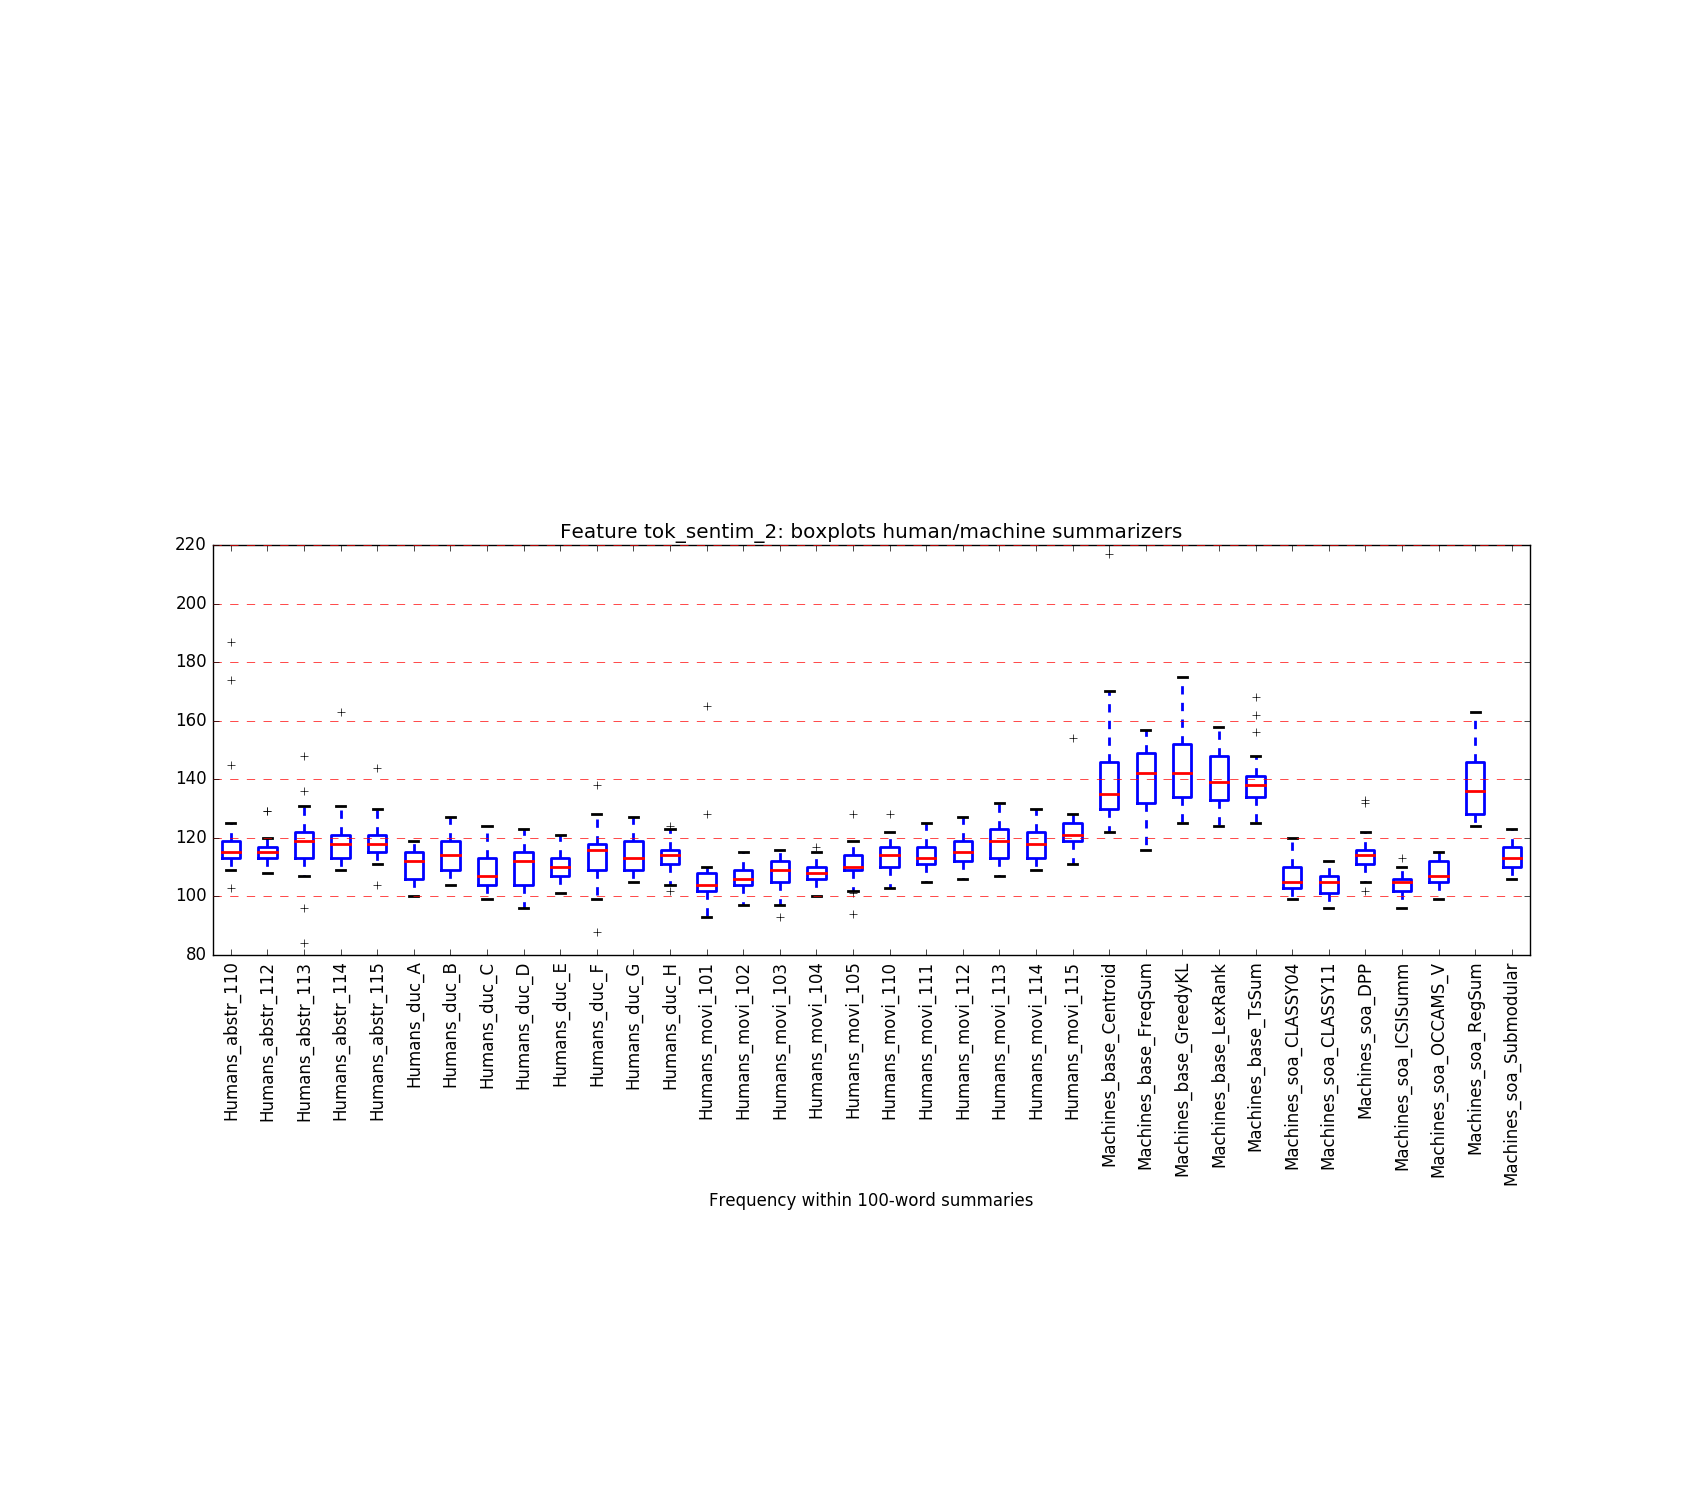 Feature tok_sentim_2: boxplots human/machine summarizers
220
200
180
160
140
120
100
80
Humans_abstr_110
Humans_abstr_112
Humans_abstr_113
Humans_abstr_114
Humans_abstr_115
Humans_duc_A
Humans_duc_B
Humans_duc_C
Humans_duc_D
Humans_duc_E
Humans_duc_F
Humans_duc_G
Humans_duc_H
Humans_movi_101
Humans_movi_102
Humans_movi_103
Humans_movi_104
Humans_movi_105
Humans_movi_110
Humans_movi_111
Humans_movi_112
Humans_movi_113
Humans_movi_114
Humans_movi_115
Machines_base_Centroid
Machines_base_FreqSum
Machines_base_GreedyKL
Machines_base_LexRank
Machines_base_TsSum
Machines_soa_CLASSY04
Machines_soa_CLASSY11
Machines_soa_DPP
Machines_soa_ICSISumm
Machines_soa_OCCAMS_V
Machines_soa_RegSum
Machines_soa_Submodular
Frequency within 100-word summaries